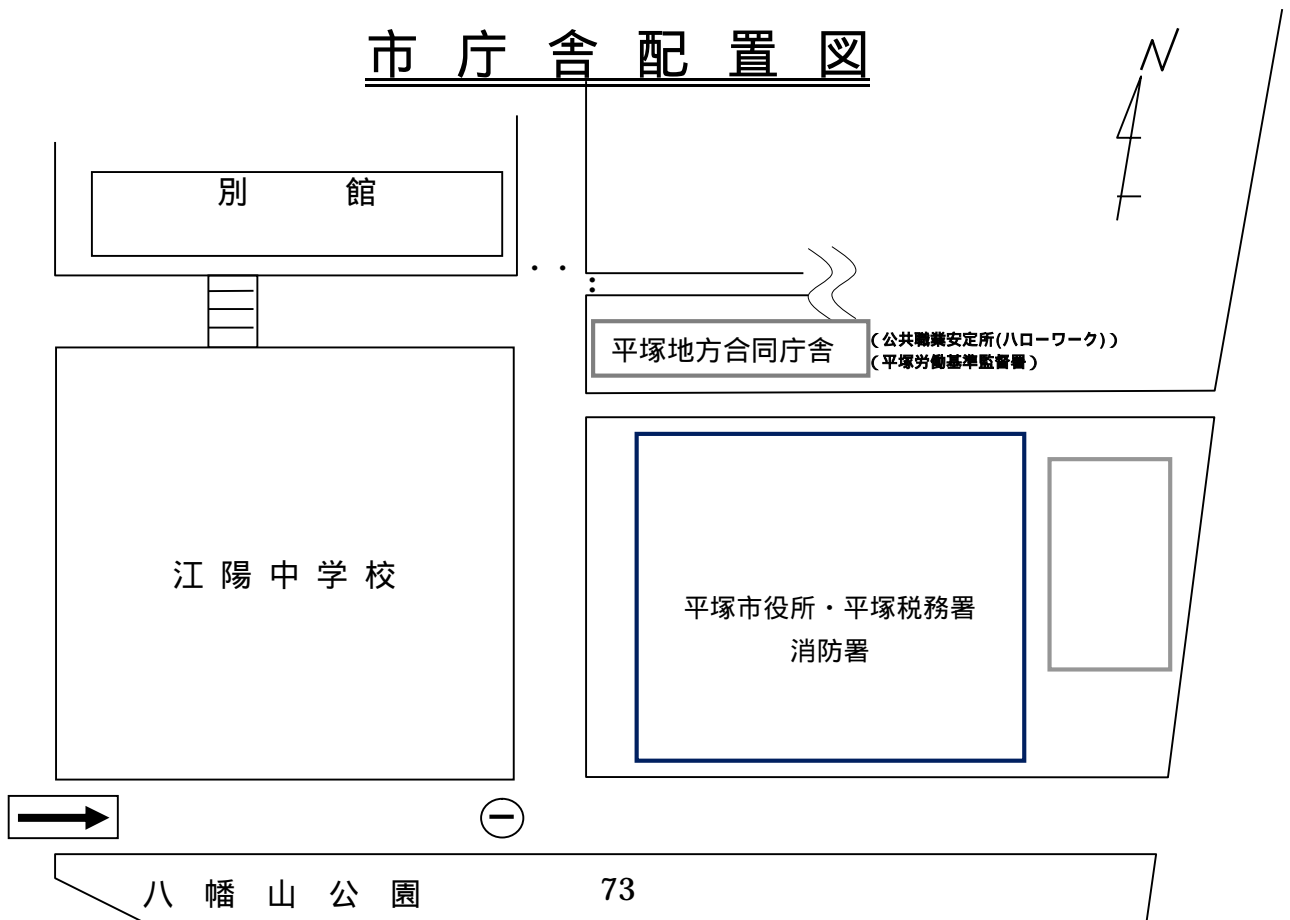 市庁舎配置図
N
別館
平塚地方合同庁舎
（公共職業安定所(ハローワーク)）
（平塚労働基準監督署）
江陽中学校
平塚市役所・平塚税務署
消防署
八幡山公園
73